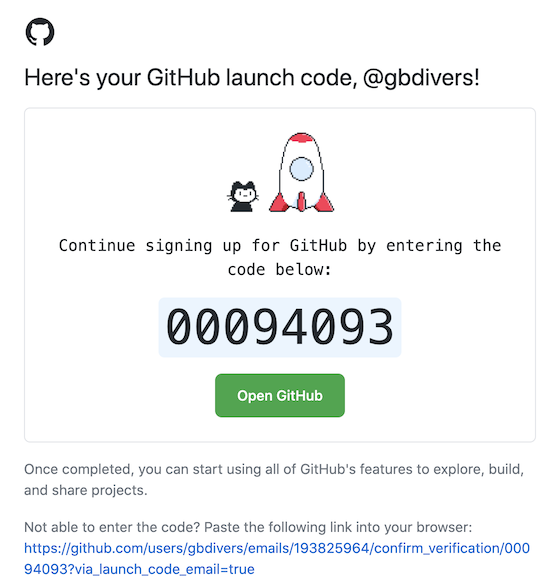 Here's your GitHub launch code, @gbdivers!
Continue signing up for GitHub by entering the
code below:
00094093
Open GitHub
Once completed, you can start using all of GitHub's features to explore, build,
and share projects.
Not able to enter the code? Paste the following link into your browser:
https://github.com/users/gbdivers/emails/193825964/confirm_verification/000
94093?via_launch_code_email=true